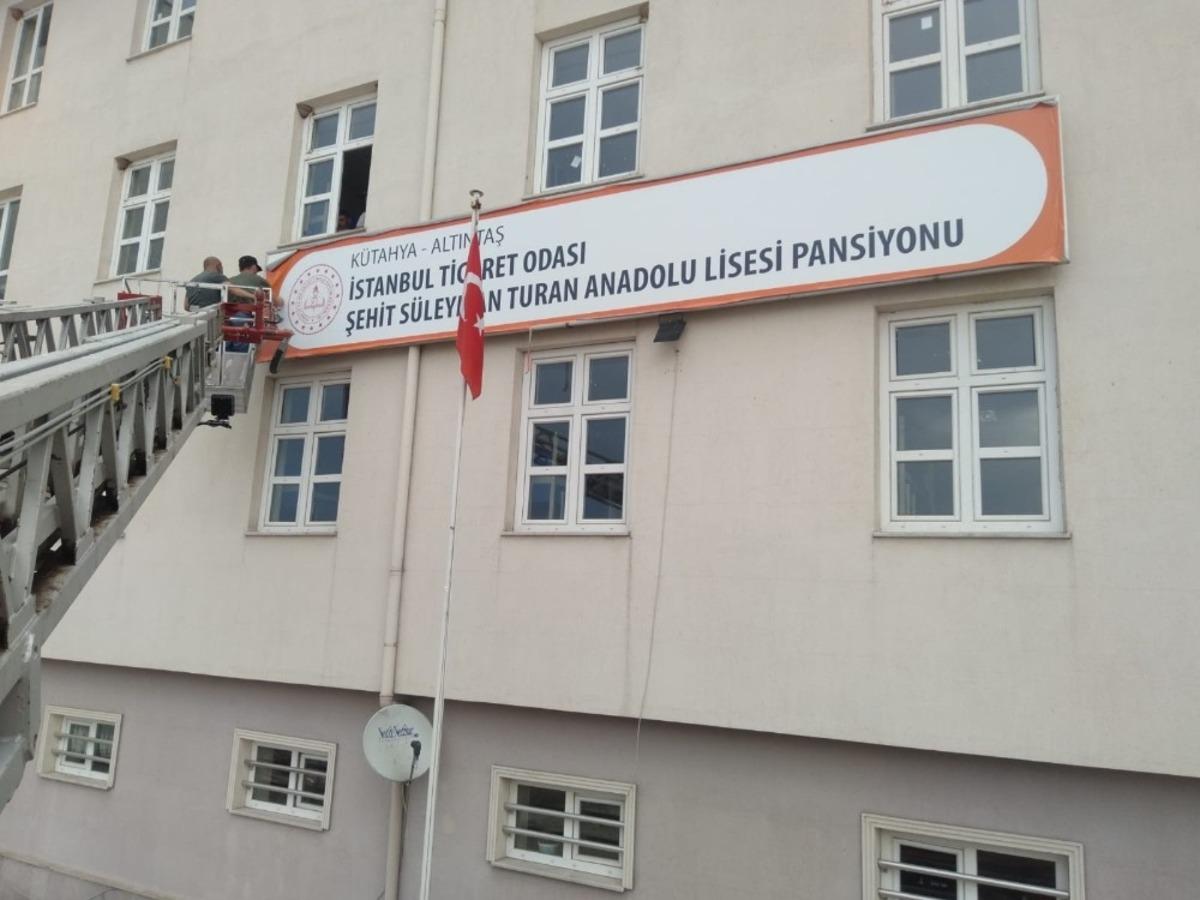 KÜTAHYA - ALTINTAŞ
İSTANBUL TİCARET ODASI
ŞEHİT SÜLEYMAN TURAN ANADOLU LİSESİ PANSİYONU